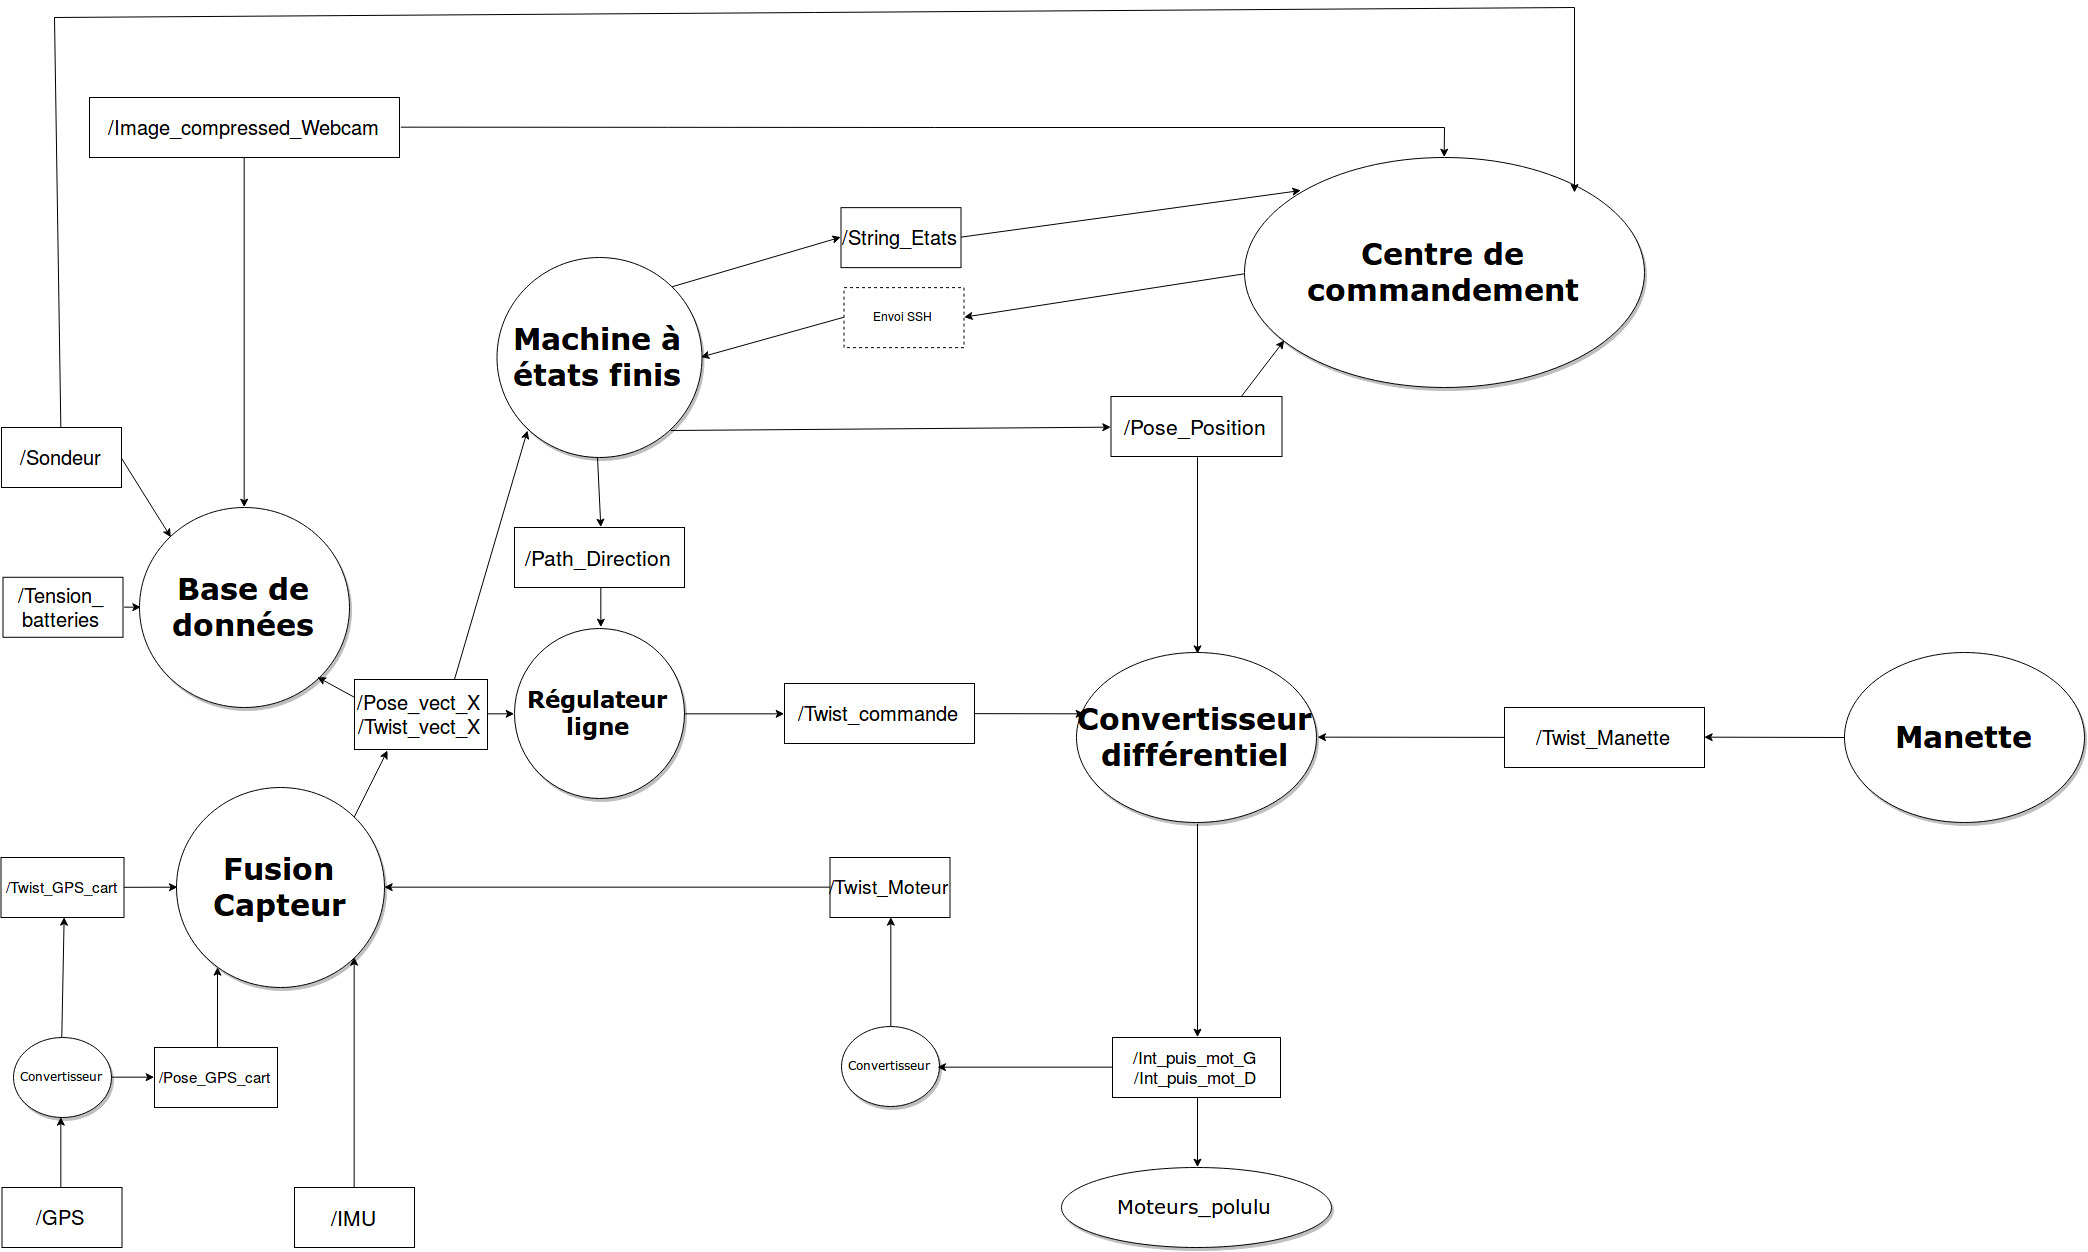 /Image_compressed_Webcam
/String_Etats
Centre de
commandement
Envoi SSH
Machine à
états finis
/Pose_Position
/Sondeur
/Path_Direction
/Tension_
batteries
Base de
données
/Pose_vect_X
/Twist_vect_X
Régulateur
ligne
/Twist_commande
Convertisseur
différentiel
/Twist_Manette
Manette
/Twist_GPS_cart
Fusion
Capteur
/Twist_Moteur
Convertisseur
/Pose_GPS_cart
Convertisseur
/Int_puis_mot_G
/Int_puis_mot_D
/GPS
/IMU
Moteurs_polulu